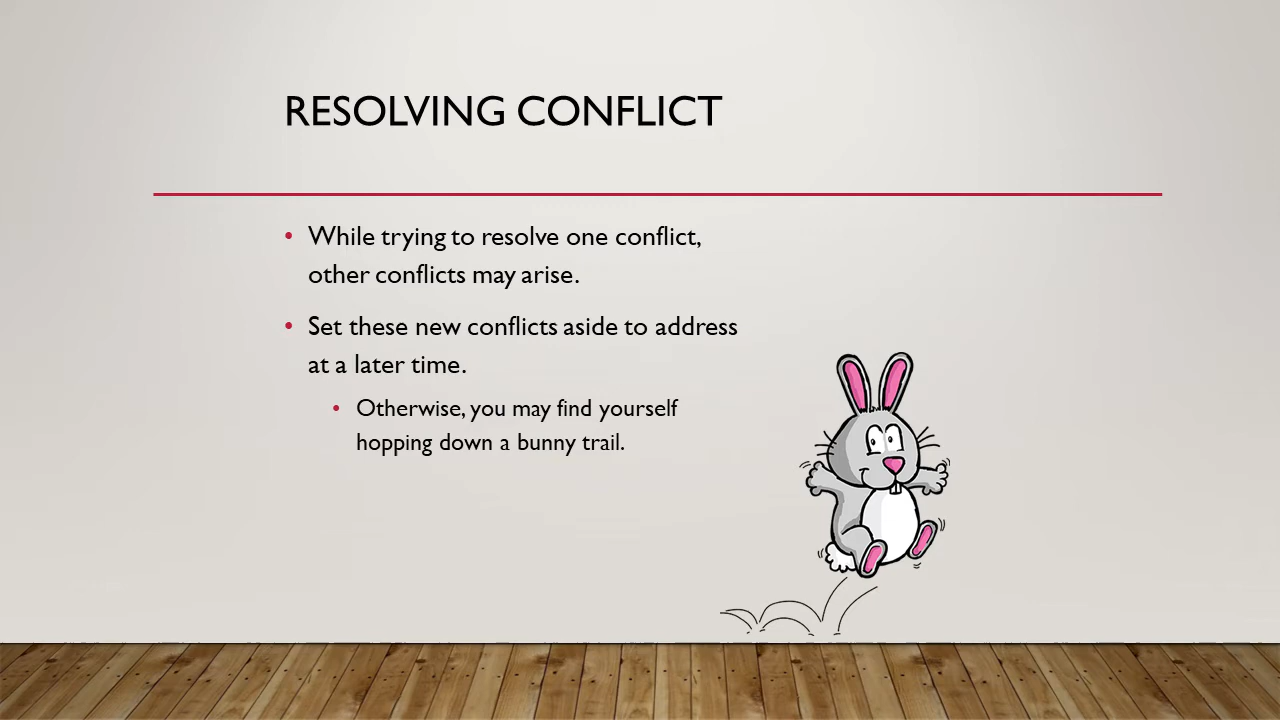 RESOLVING CONFLICT
• While trying to resolve one conflict,
other conflicts may arise.
• Set these new conflicts aside to address
at a later time.
• Otherwise, you may find yourself
hopping down a bunny trail.